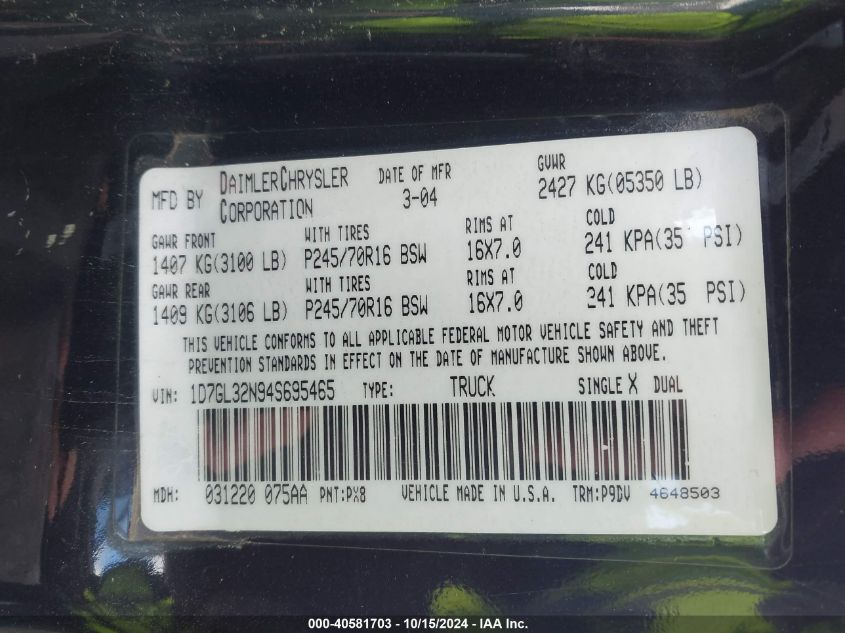 MFD BY DAIMLERCHRYSLER CORPORATION DATE OF MFR 3-04 GVWR 2427 KG(05350 LB)
GAWR FRONT WITH TIRES RIMS AT COLD
1407 KG(3100 LB) P245/70R16 BSW 16X7.0 241 KPA(35 PSI)
GAWR REAR WITH TIRES RIMS AT COLD
1409 KG(3106 LB) P245/70R16 BSW 16X7.0 241 KPA(35 PSI)
THIS VEHICLE CONFORMS TO ALL APPLICABLE FEDERAL MOTOR VEHICLE SAFETY AND THEFT
PREVENTION STANDARDS IN EFFECT ON THE DATE OF MANUFACTURE SHOWN ABOVE.
VIN: 1D7GL32N94S695465 TYPE: TRUCK SINGLE X DUAL
MDH: 031220 075AA PNT:PX8 VEHICLE MADE IN U.S.A. TRM:P9DV 4648503
000-40581703 - 10/15/2024 - IAA Inc.